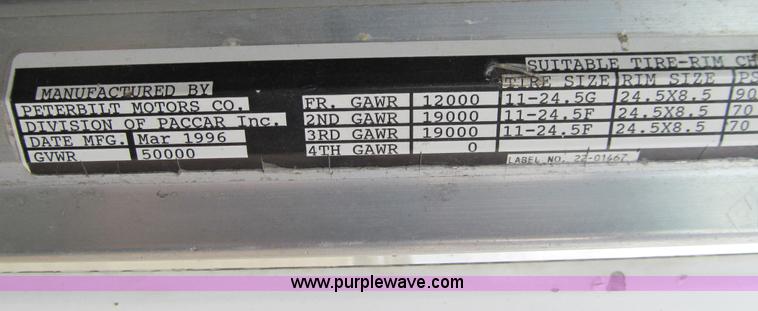 MANUFACTURED BY
PETERBILT MOTORS CO.
DIVISION OF PACCAR Inc.
DATE MFG. Mar 1996
GVWR 50000
FR. GAWR 12000
2ND GAWR 19000
3RD GAWR 19000
4TH GAWR 0
SUITABLE TIRE-RIM CH
TIRE SIZE RIM SIZE PS
11-24.5G 24.5X8.5 90
11-24.5F 24.5X8.5 70
11-24.5F 24.5X8.5 70
LABEL NO. 22-01467
www.purplewave.com